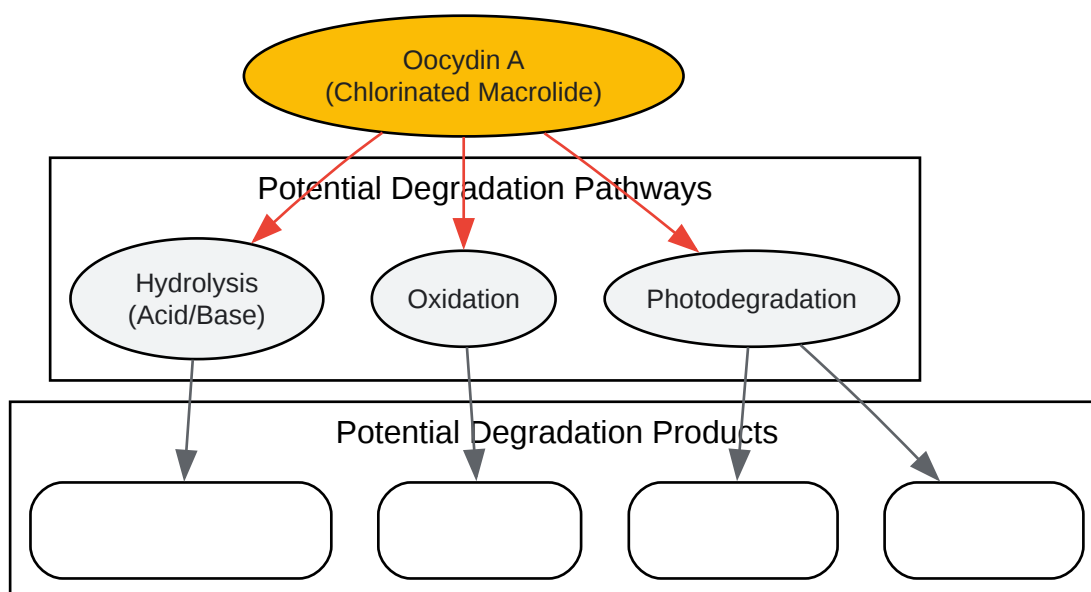 Oocydin A
(Chlorinated Macrolide)
Potential Degradation Pathways
Hydrolysis
(Acid/Base)
Oxidation
Photodegradation
Potential Degradation Products